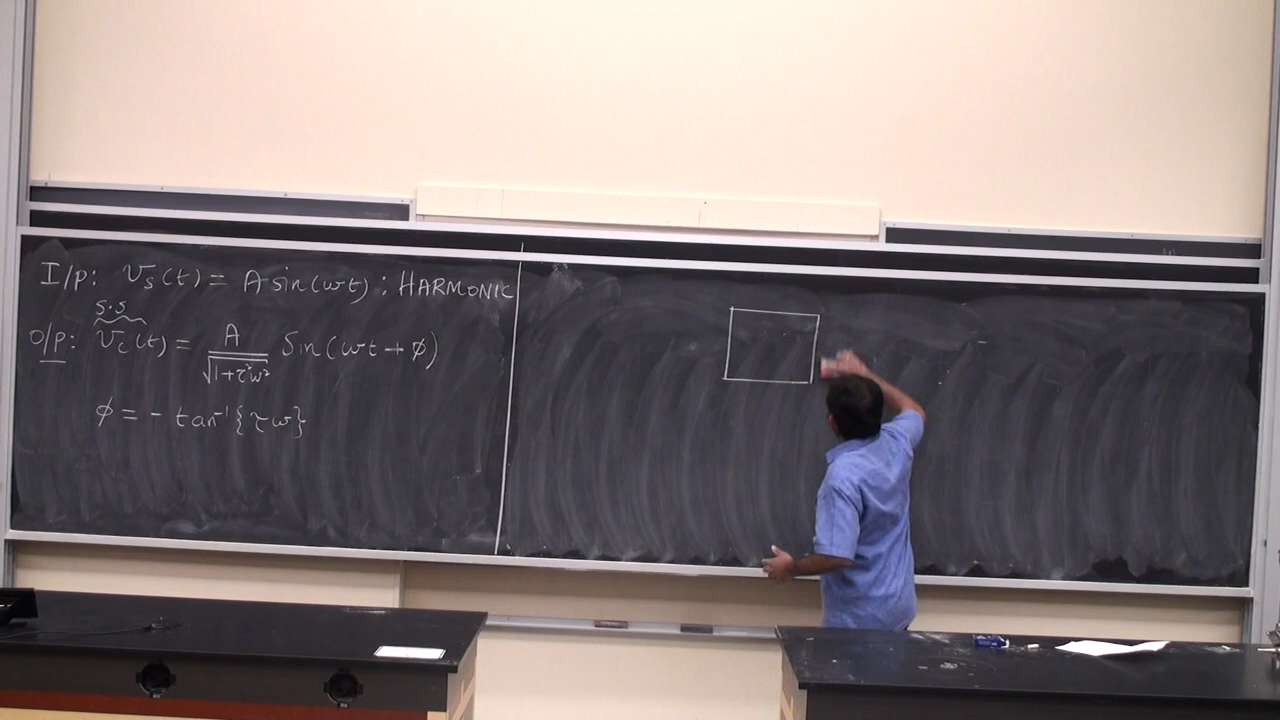 I/p: v_s(t) = A sin(ωt) : HARMONIC
s.s
O/p: v_c(t) = A/√(1+τ²ω²) Sin(ωt + φ)
φ = - tan⁻¹{τω}